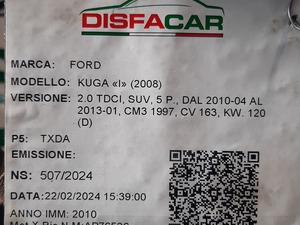 DISFACAR
MARCA: FORD
MODELLO: KUGA «I» (2008)
VERSIONE: 2.0 TDCI, SUV, 5 P., DAL 2010-04 AL
2013-01, CM3 1997, CV 163, KW. 120
(D)
P5: TXDA
EMISSIONE:
NS: 507/2024
DATA:22/02/2024 15:39:00
ANNO IMM: 2010